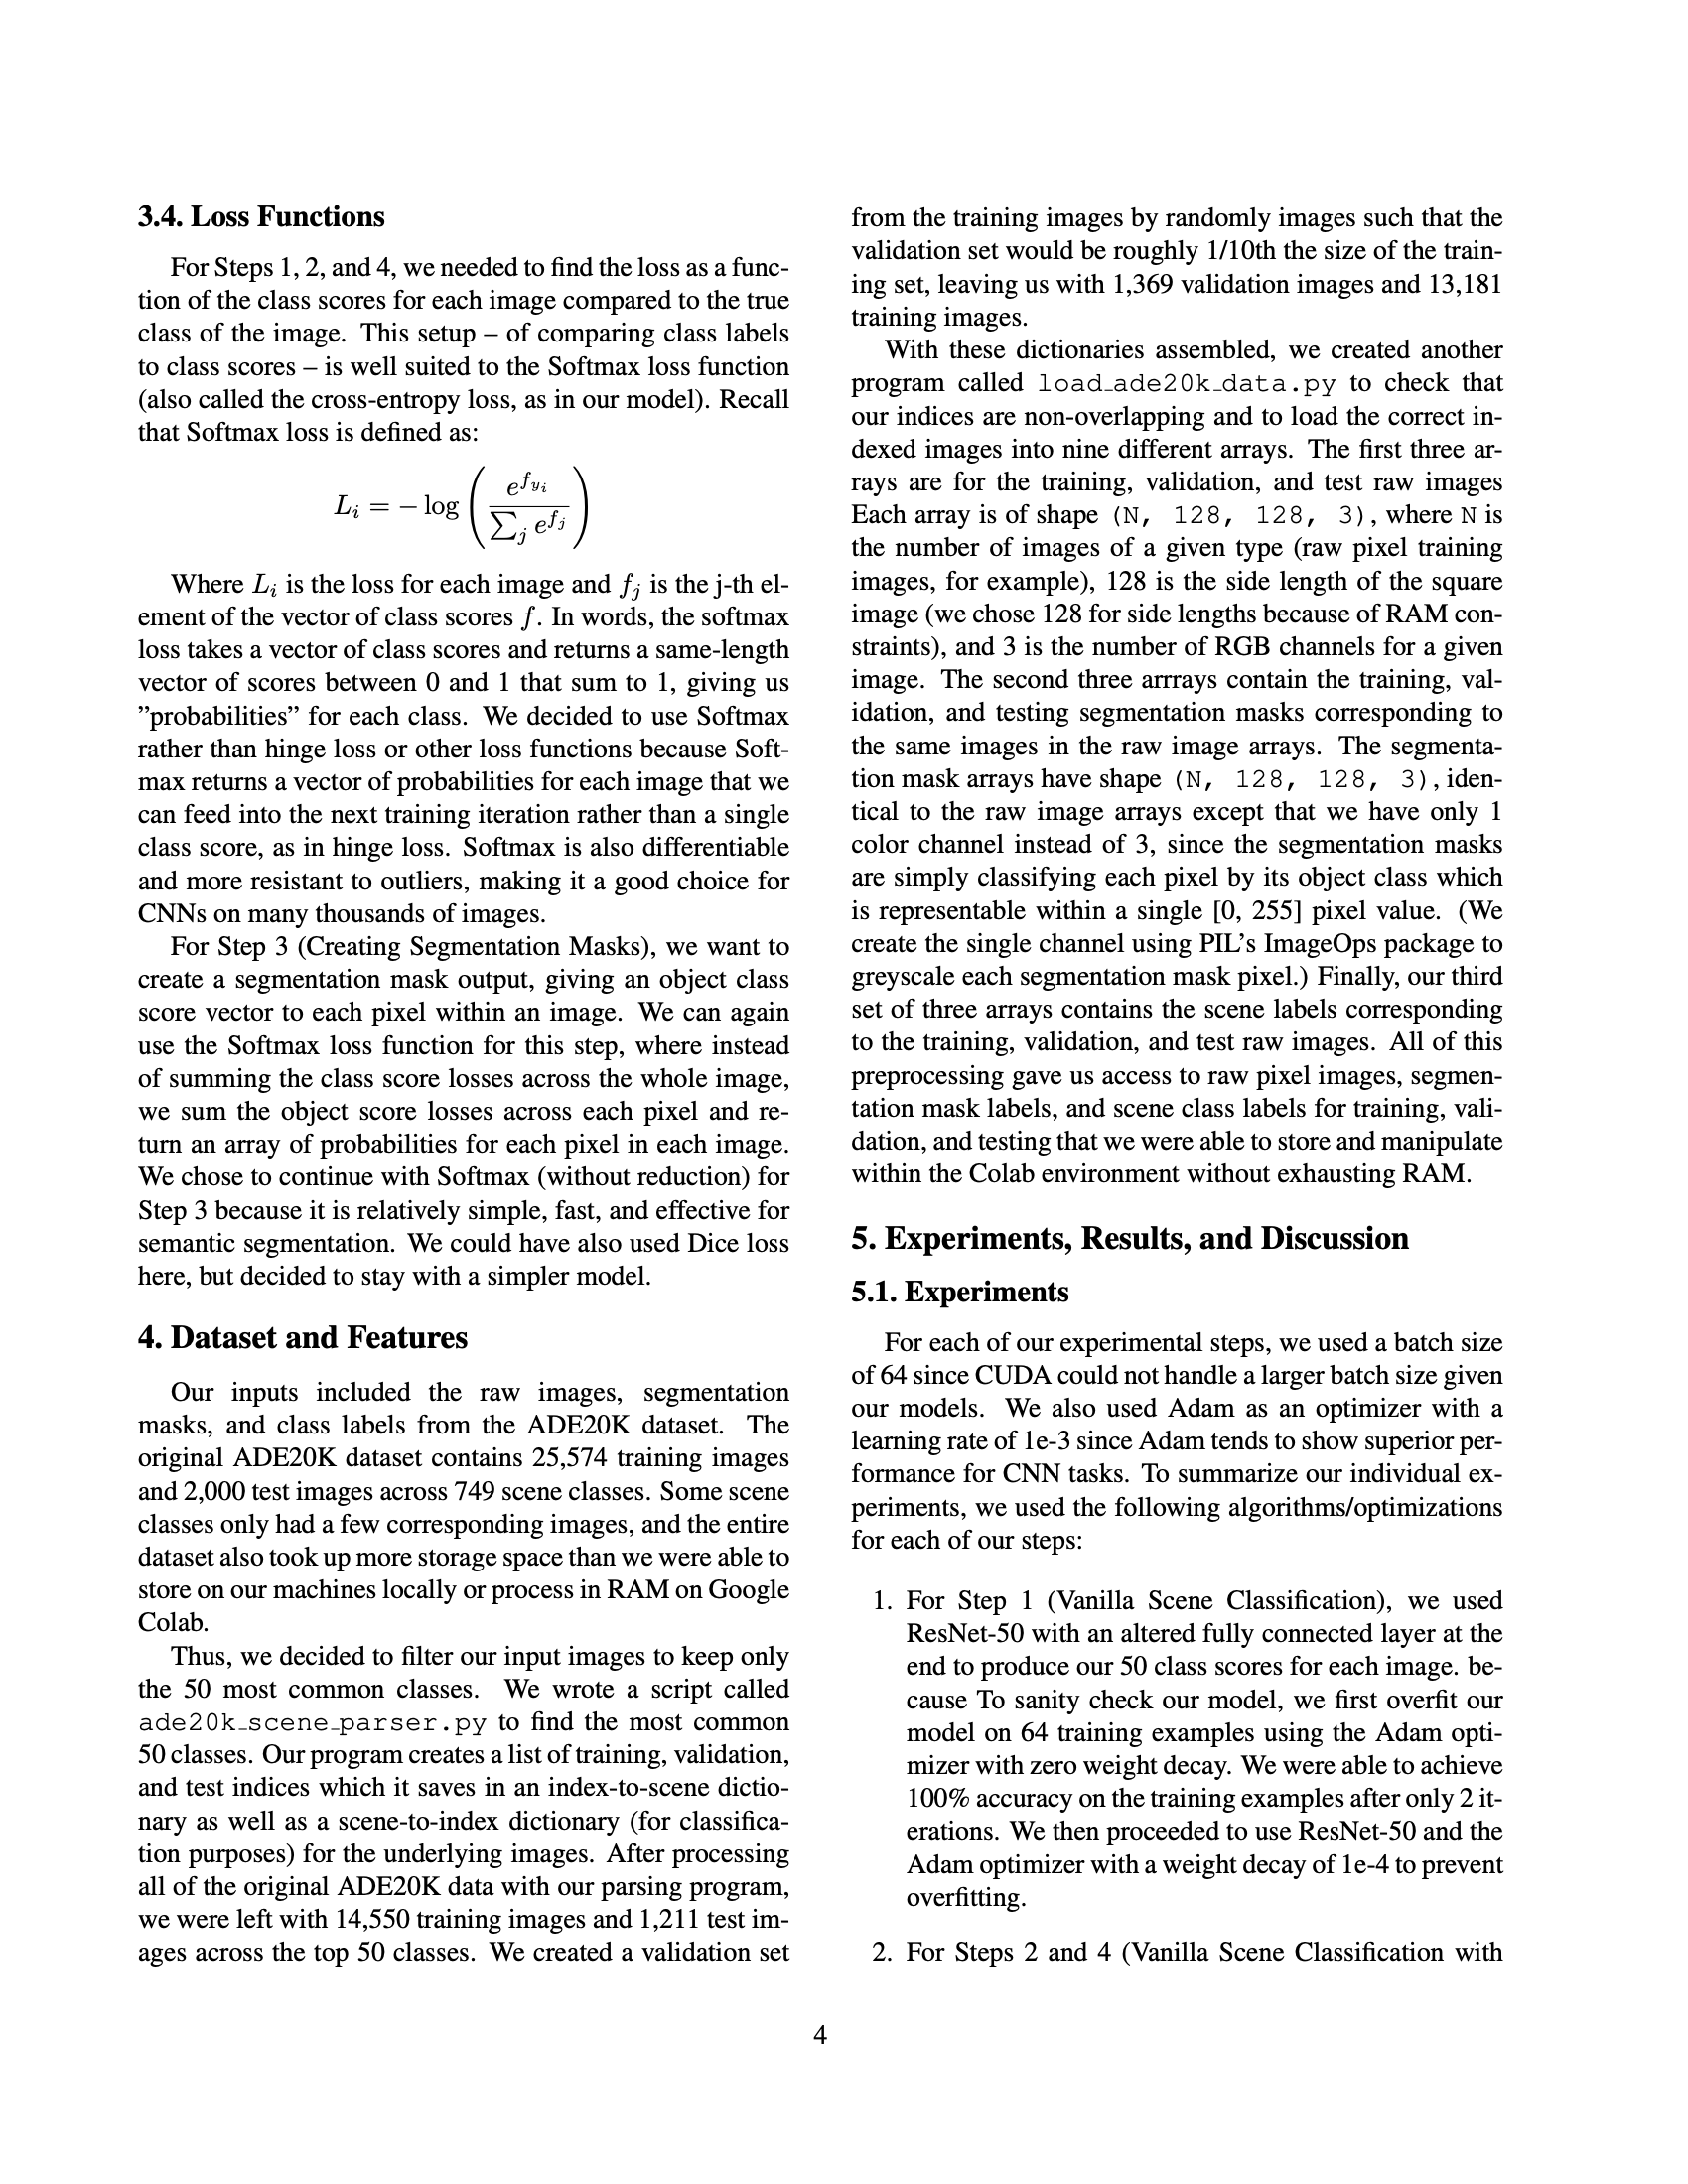 3.4. Loss Functions
For Steps 1, 2, and 4, we needed to find the loss as a func-
tion of the class scores for each image compared to the true
class of the image. This setup – of comparing class labels
to class scores – is well suited to the Softmax loss function
(also called the cross-entropy loss, as in our model). Recall
that Softmax loss is defined as:
L_i = − log ( e^{f_{y_i}} / ∑_j e^{f_j} )
Where L_i is the loss for each image and f_j is the j-th el-
ement of the vector of class scores f. In words, the softmax
loss takes a vector of class scores and returns a same-length
vector of scores between 0 and 1 that sum to 1, giving us
”probabilities” for each class. We decided to use Softmax
rather than hinge loss or other loss functions because Soft-
max returns a vector of probabilities for each image that we
can feed into the next training iteration rather than a single
class score, as in hinge loss. Softmax is also differentiable
and more resistant to outliers, making it a good choice for
CNNs on many thousands of images.
For Step 3 (Creating Segmentation Masks), we want to
create a segmentation mask output, giving an object class
score vector to each pixel within an image. We can again
use the Softmax loss function for this step, where instead
of summing the class score losses across the whole image,
we sum the object score losses across each pixel and re-
turn an array of probabilities for each pixel in each image.
We chose to continue with Softmax (without reduction) for
Step 3 because it is relatively simple, fast, and effective for
semantic segmentation. We could have also used Dice loss
here, but decided to stay with a simpler model.
4. Dataset and Features
Our inputs included the raw images, segmentation
masks, and class labels from the ADE20K dataset. The
original ADE20K dataset contains 25,574 training images
and 2,000 test images across 749 scene classes. Some scene
classes only had a few corresponding images, and the entire
dataset also took up more storage space than we were able to
store on our machines locally or process in RAM on Google
Colab.
Thus, we decided to filter our input images to keep only
the 50 most common classes. We wrote a script called
ade20k_scene_parser.py to find the most common
50 classes. Our program creates a list of training, validation,
and test indices which it saves in an index-to-scene dictio-
nary as well as a scene-to-index dictionary (for classifica-
tion purposes) for the underlying images. After processing
all of the original ADE20K data with our parsing program,
we were left with 14,550 training images and 1,211 test im-
ages across the top 50 classes. We created a validation set
from the training images by randomly images such that the
validation set would be roughly 1/10th the size of the train-
ing set, leaving us with 1,369 validation images and 13,181
training images.
With these dictionaries assembled, we created another
program called load_ade20k_data.py to check that
our indices are non-overlapping and to load the correct in-
dexed images into nine different arrays. The first three ar-
rays are for the training, validation, and test raw images
Each array is of shape (N, 128, 128, 3), where N is
the number of images of a given type (raw pixel training
images, for example), 128 is the side length of the square
image (we chose 128 for side lengths because of RAM con-
straints), and 3 is the number of RGB channels for a given
image. The second three arrrays contain the training, val-
idation, and testing segmentation masks corresponding to
the same images in the raw image arrays. The segmenta-
tion mask arrays have shape (N, 128, 128, 3), iden-
tical to the raw image arrays except that we have only 1
color channel instead of 3, since the segmentation masks
are simply classifying each pixel by its object class which
is representable within a single [0, 255] pixel value. (We
create the single channel using PIL’s ImageOps package to
greyscale each segmentation mask pixel.) Finally, our third
set of three arrays contains the scene labels corresponding
to the training, validation, and test raw images. All of this
preprocessing gave us access to raw pixel images, segmen-
tation mask labels, and scene class labels for training, vali-
dation, and testing that we were able to store and manipulate
within the Colab environment without exhausting RAM.
5. Experiments, Results, and Discussion
5.1. Experiments
For each of our experimental steps, we used a batch size
of 64 since CUDA could not handle a larger batch size given
our models. We also used Adam as an optimizer with a
learning rate of 1e-3 since Adam tends to show superior per-
formance for CNN tasks. To summarize our individual ex-
periments, we used the following algorithms/optimizations
for each of our steps:
1. For Step 1 (Vanilla Scene Classification), we used
ResNet-50 with an altered fully connected layer at the
end to produce our 50 class scores for each image. be-
cause To sanity check our model, we first overfit our
model on 64 training examples using the Adam opti-
mizer with zero weight decay. We were able to achieve
100% accuracy on the training examples after only 2 it-
erations. We then proceeded to use ResNet-50 and the
Adam optimizer with a weight decay of 1e-4 to prevent
overfitting.
2. For Steps 2 and 4 (Vanilla Scene Classification with
4